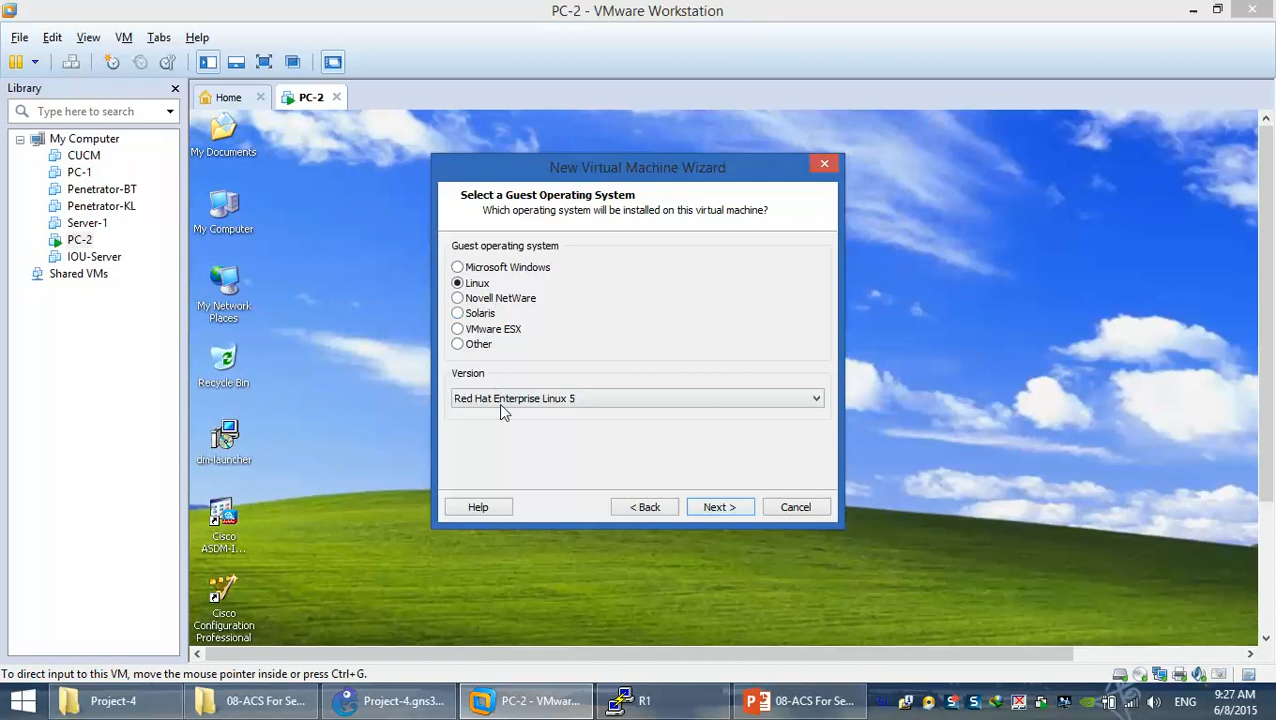 PC-2 - VMware Workstation
File Edit View VM Tabs Help
Library
Type here to search
Home
PC-2
My Computer
CUCM
PC-1
Penetrator-BT
Penetrator-KL
Server-1
PC-2
IOU-Server
Shared VMs
My Documents
My Computer
My Network
Places
Recycle Bin
dm-launcher
Cisco
ASDM-I...
Cisco
Configuration
Professional
New Virtual Machine Wizard
Select a Guest Operating System
Which operating system will be installed on this virtual machine?
Guest operating system
Microsoft Windows
Linux
Novell NetWare
Solaris
VMware ESX
Other
Version
Red Hat Enterprise Linux 5
Help
< Back
Next >
Cancel
To direct input to this VM, move the mouse pointer inside or press Ctrl+G.
Project-4
08-ACS For Se...
Project-4.gns3...
PC-2 - VMwar...
R1
08-ACS For Se...
ENG
9:27 AM
6/8/2015